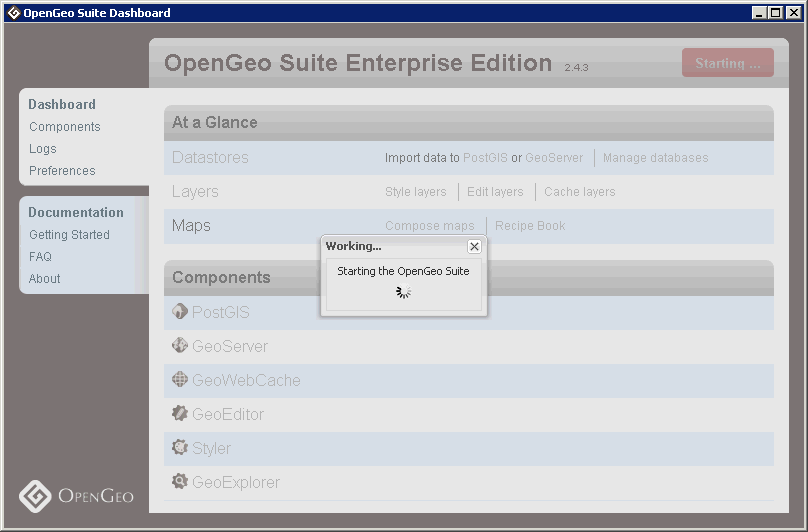 OpenGeo Suite Dashboard
OpenGeo Suite Enterprise Edition 2.4.3
Starting ...
Dashboard
Components
Logs
Preferences
Documentation
Getting Started
FAQ
About
At a Glance
Datastores Import data to PostGIS or GeoServer Manage databases
Layers Style layers Edit layers Cache layers
Maps Compose maps Recipe Book
Working...
Starting the OpenGeo Suite
Components
PostGIS
GeoServer
GeoWebCache
GeoEditor
Styler
GeoExplorer
OPENGEO